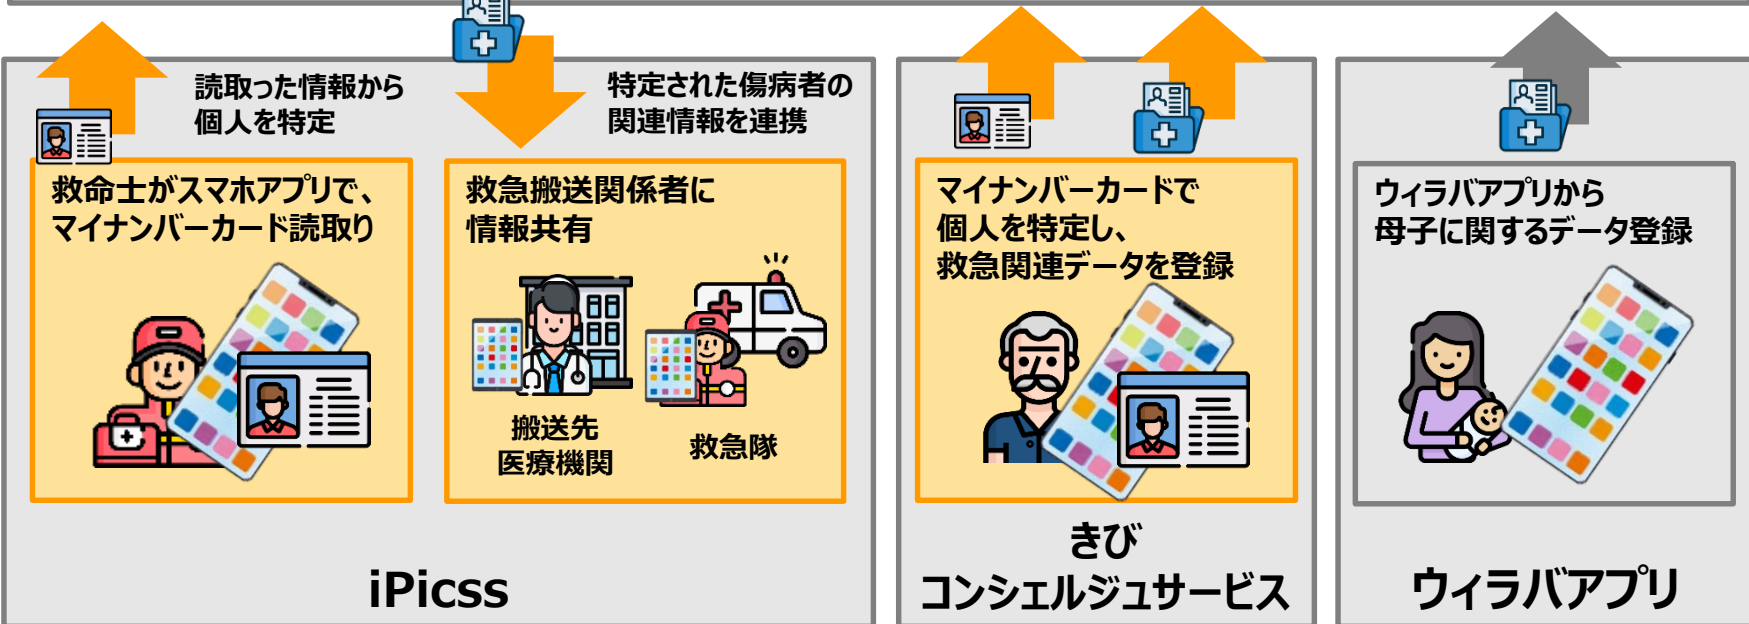 読取った情報から
個人を特定
特定された傷病者の
関連情報を連携
救命士がスマホアプリで、
マイナンバーカード読取り
救急搬送関係者に
情報共有
搬送先
医療機関
救急隊
iPicss
マイナンバーカードで
個人を特定し、
救急関連データを登録
きび
コンシェルジュサービス
ウィラバアプリから
母子に関するデータ登録
ウィラバアプリ